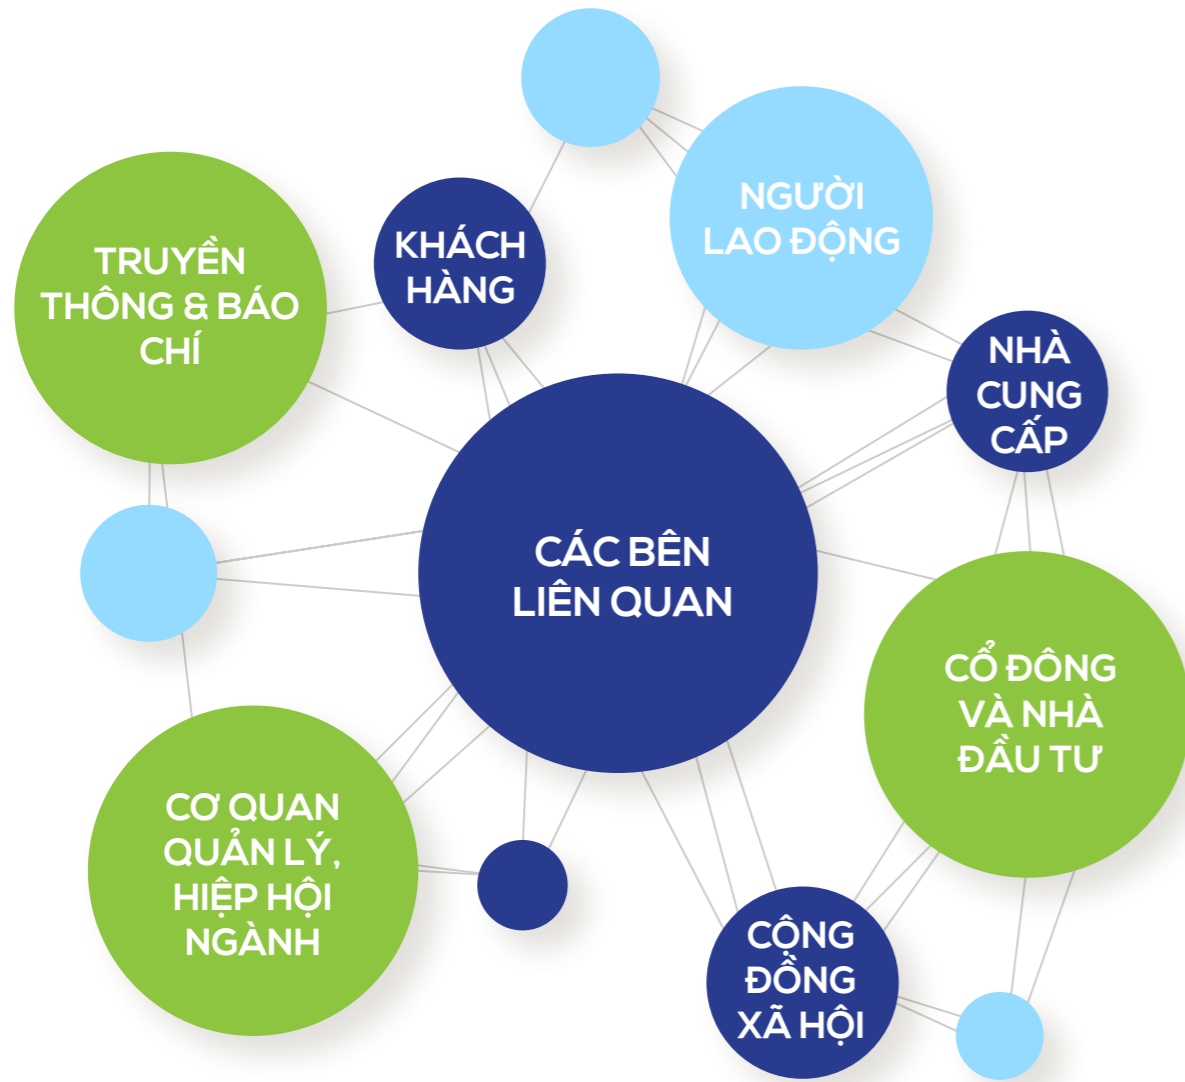 NGƯỜI
LAO ĐỘNG
KHÁCH
HÀNG
TRUYỀN
THÔNG & BÁO
CHÍ
NHÀ
CUNG
CẤP
CÁC BÊN
LIÊN QUAN
CỔ ĐÔNG
VÀ NHÀ
ĐẦU TƯ
CƠ QUAN
QUẢN LÝ,
HIỆP HỘI
NGÀNH
CỘNG
ĐỒNG
XÃ HỘI